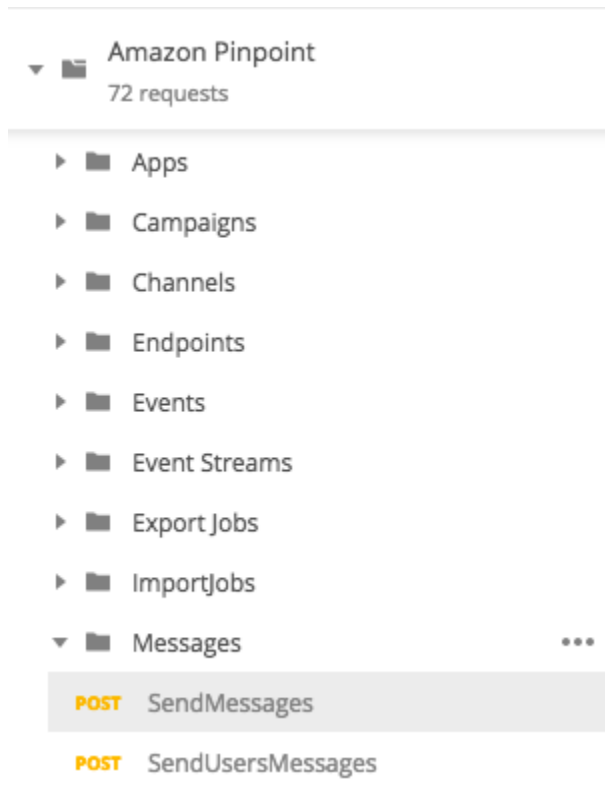 Amazon Pinpoint
72 requests
Apps
Campaigns
Channels
Endpoints
Events
Event Streams
Export Jobs
ImportJobs
Messages
POST SendMessages
POST SendUsersMessages